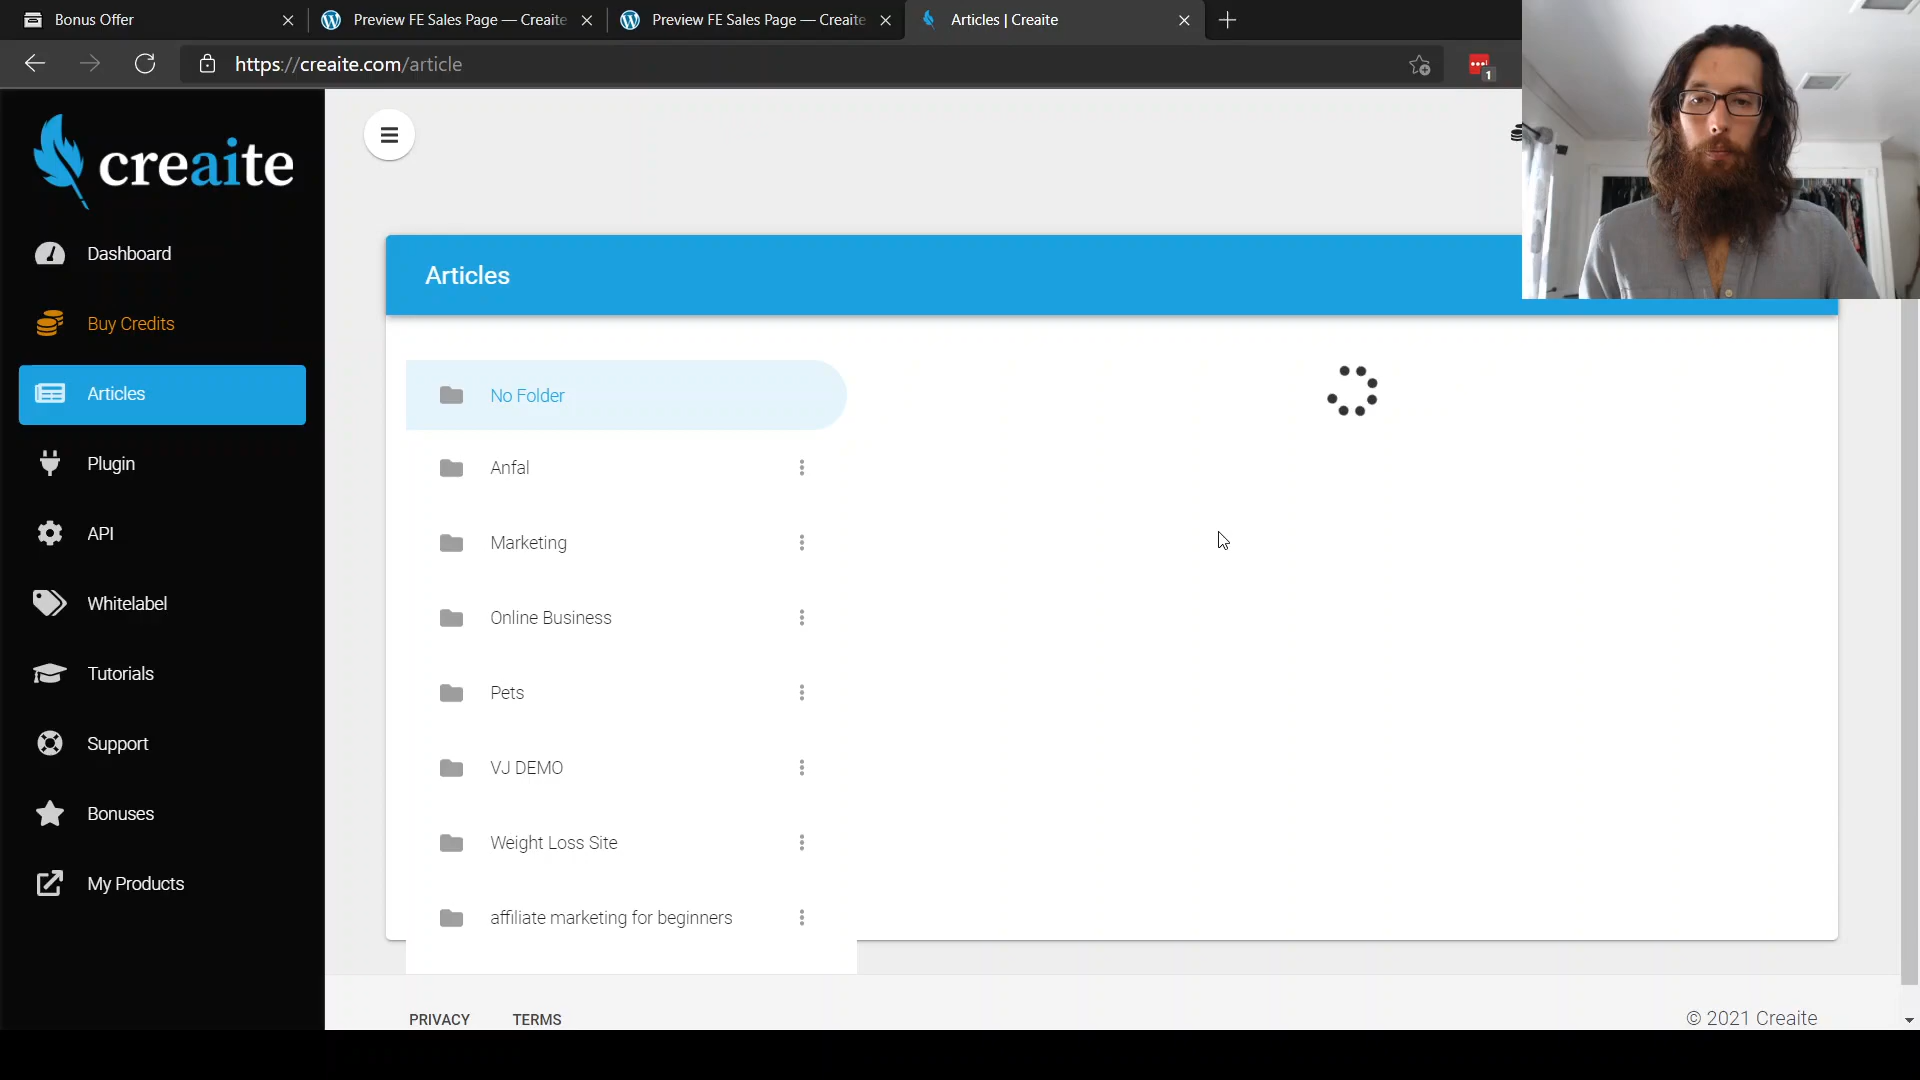 Bonus Offer
Preview FE Sales Page — Creaite
Preview FE Sales Page — Creaite
Articles | Creaite
https://creaite.com/article
1
creaite
Dashboard
Buy Credits
Articles
Plugin
API
Whitelabel
Tutorials
Support
Bonuses
My Products
Articles
No Folder
Anfal
Marketing
Online Business
Pets
VJ DEMO
Weight Loss Site
affiliate marketing for beginners
PRIVACY TERMS
© 2021 Creaite